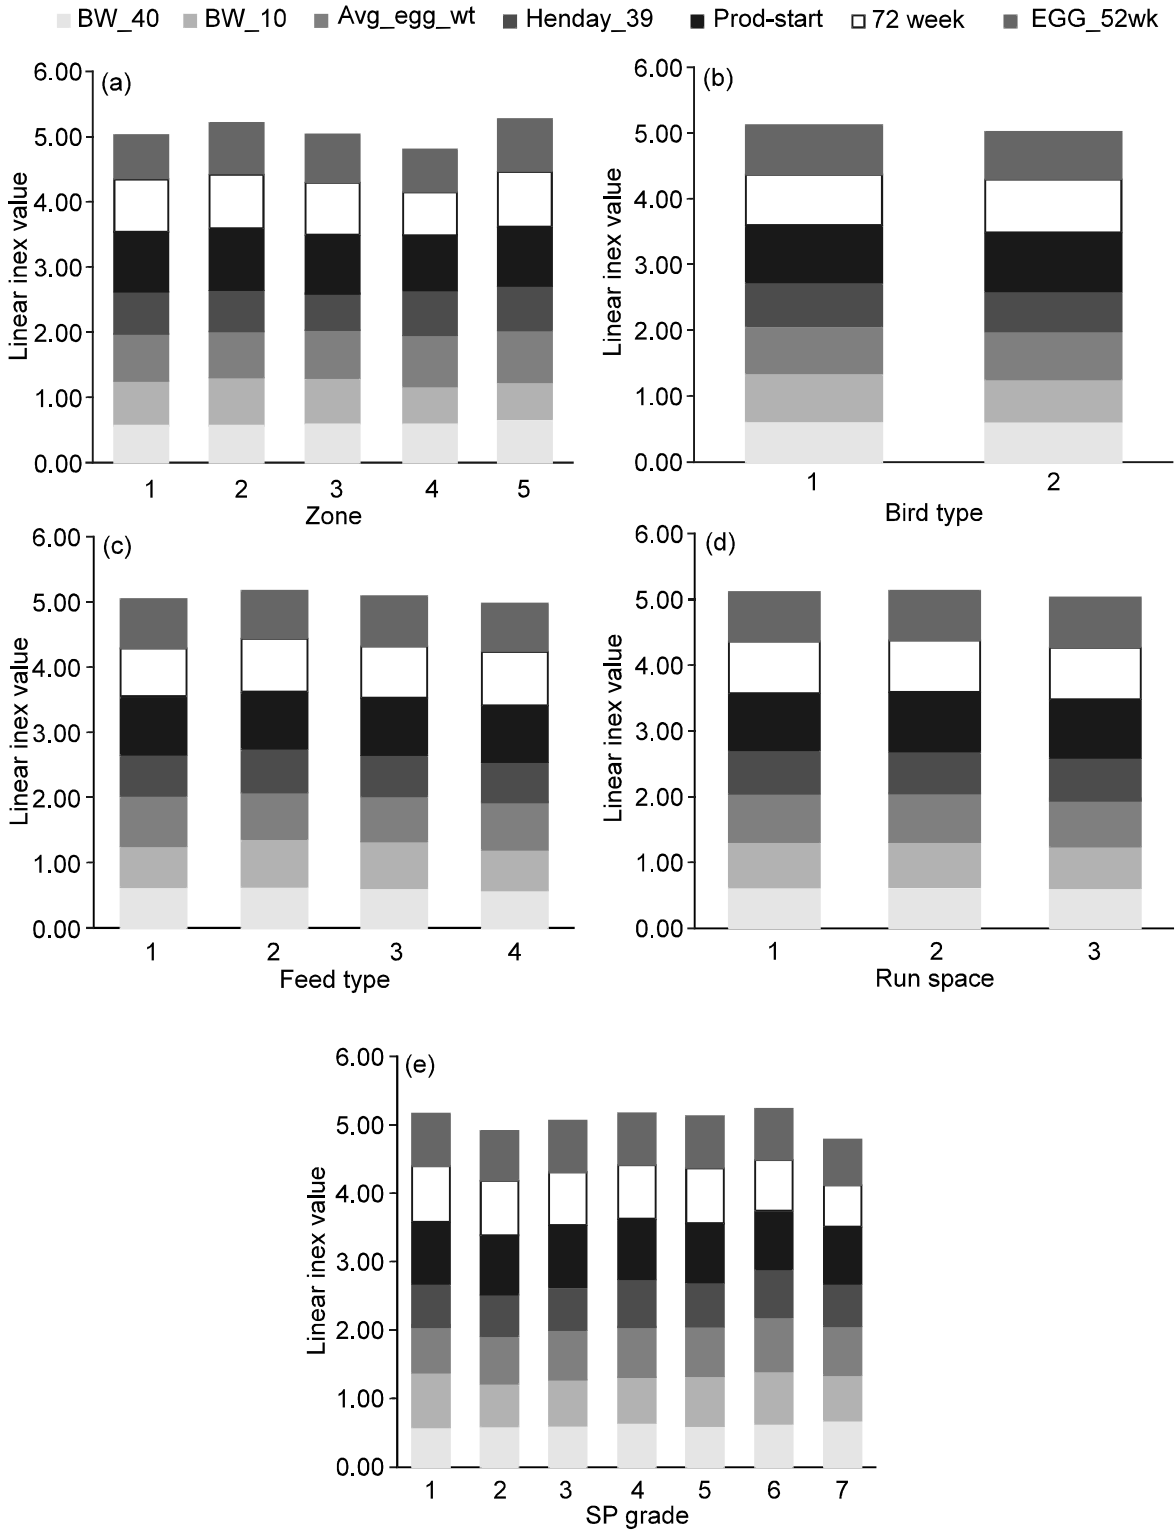 BW_40 BW_10 Avg_egg_wt Henday_39 Prod-start 72 week EGG_52wk
(a)
6.00
5.00
4.00
3.00
2.00
1.00
0.00
Linear inex value
1 2 3 4 5
Zone
(b)
6.00
5.00
4.00
3.00
2.00
1.00
0.00
Linear inex value
1 2
Bird type
(c)
6.00
5.00
4.00
3.00
2.00
1.00
0.00
Linear inex value
1 2 3 4
Feed type
(d)
6.00
5.00
4.00
3.00
2.00
1.00
0.00
Linear inex value
1 2 3
Run space
(e)
6.00
5.00
4.00
3.00
2.00
1.00
0.00
Linear inex value
1 2 3 4 5 6 7
SP grade